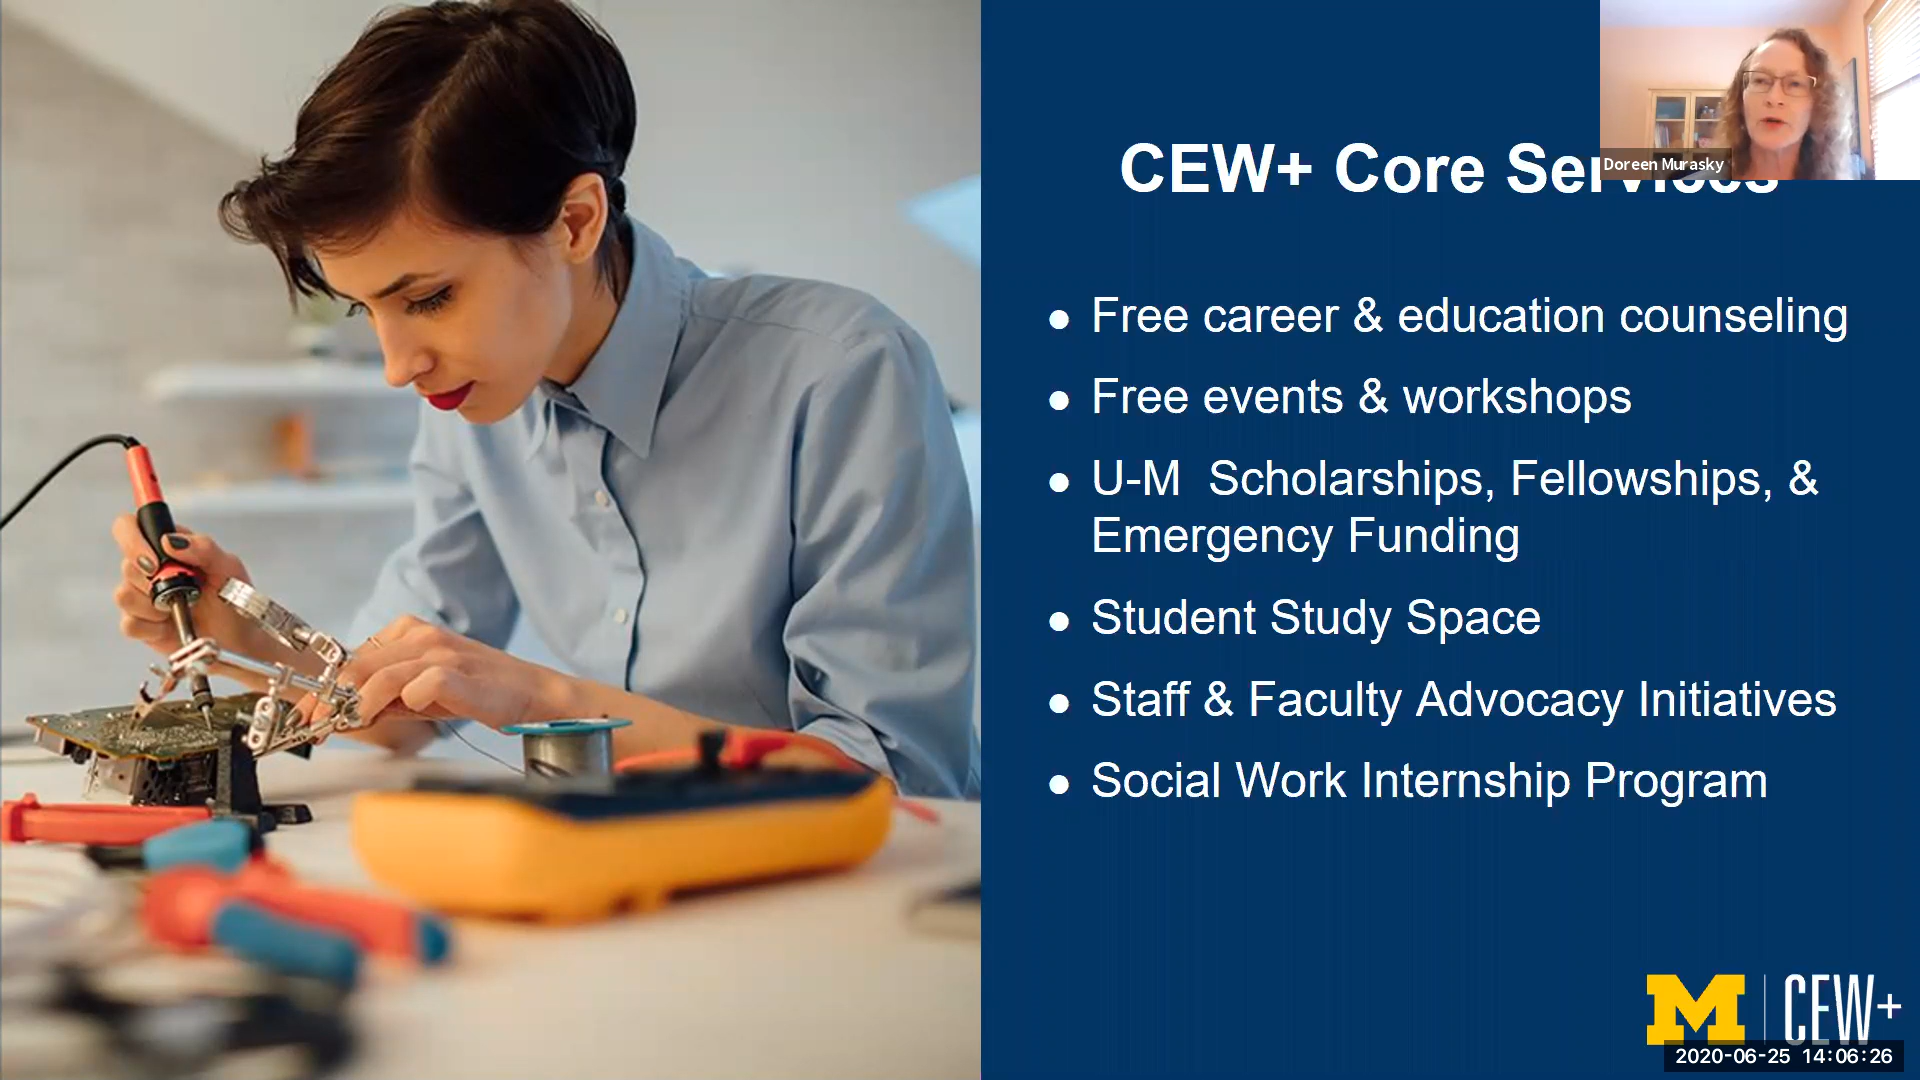 Doreen Murasky
CEW+ Core Services
● Free career & education counseling
● Free events & workshops
● U-M Scholarships, Fellowships, &
Emergency Funding
● Student Study Space
● Staff & Faculty Advocacy Initiatives
● Social Work Internship Program
M CEW+
2020-06-25 14:06:26